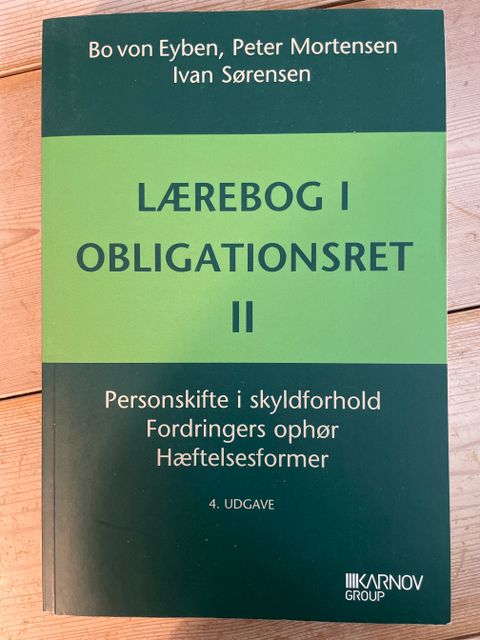 Bo von Eyben, Peter Mortensen
Ivan Sørensen
LÆREBOG I
OBLIGATIONSRET
II
Personskifte i skyldforhold
Fordringers ophør
Hæftelsesformer
4. UDGAVE
KARNOV
GROUP